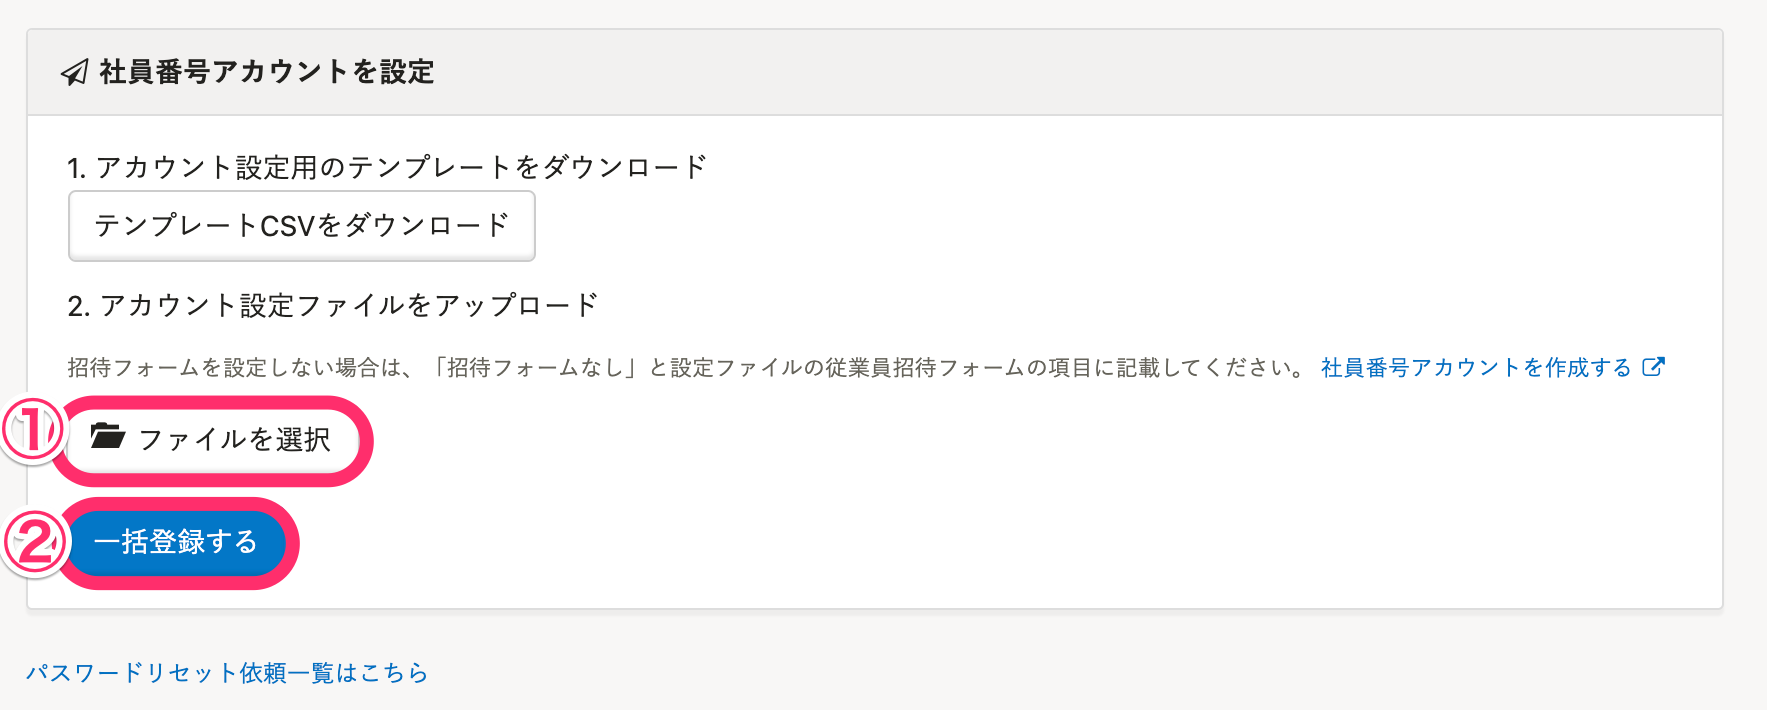 社員番号アカウントを設定
1. アカウント設定用のテンプレートをダウンロード
テンプレートCSVをダウンロード
2. アカウント設定ファイルをアップロード
招待フォームを設定しない場合は、「招待フォームなし」と設定ファイルの従業員招待フォームの項目に記載してください。 社員番号アカウントを作成する
① ファイルを選択
② 一括登録する
パスワードリセット依頼一覧はこちら